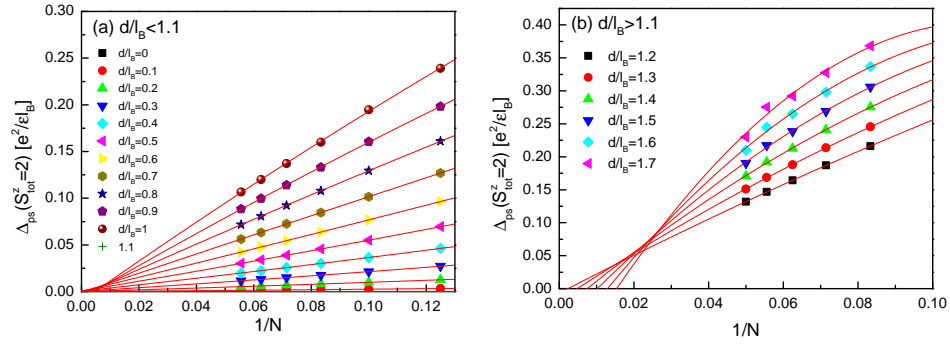 (a) d/l_B<1.1
d/l_B=0
d/l_B=0.1
d/l_B=0.2
d/l_B=0.3
d/l_B=0.4
d/l_B=0.5
d/l_B=0.6
d/l_B=0.7
d/l_B=0.8
d/l_B=0.9
d/l_B=1
1.1
0.25
0.20
0.15
0.10
0.05
0.00
Δ_ps(S^z_tot=2) [e²/εl_B]
0.00 0.02 0.04 0.06 0.08 0.10 0.12
1/N
(b) d/l_B>1.1
d/l_B=1.2
d/l_B=1.3
d/l_B=1.4
d/l_B=1.5
d/l_B=1.6
d/l_B=1.7
0.40
0.35
0.30
0.25
0.20
0.15
0.10
0.05
0.00
Δ_ps(S^z_tot=2) [e²/εl_B]
0.00 0.02 0.04 0.06 0.08 0.10
1/N